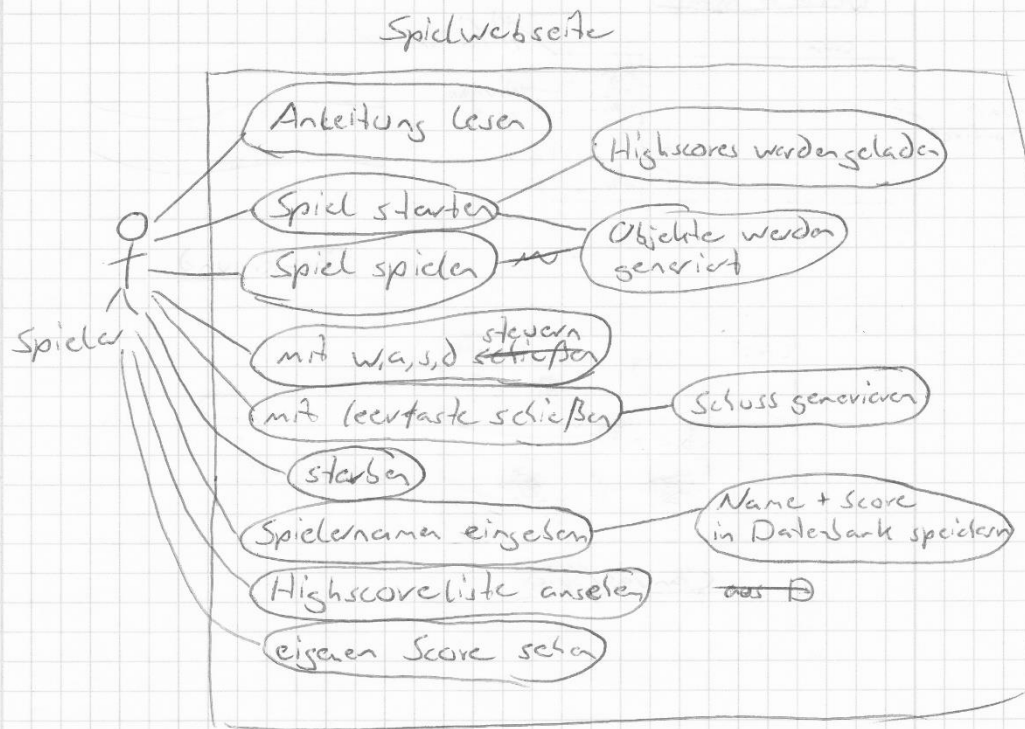 Spielwebseite
Anleitung lesen
Highscores werden geladen
Spiel starten
Objekte werden
generiert
Spiel spielen
Spieler
steuern
mit w,a,s,d schießen
mit leertaste schießen
Schuss generieren
sterben
Name + Score
in Datenbank speichern
Spielernamen eingeben
Highscoreliste ansehen
aus D
eigenen Score sehen